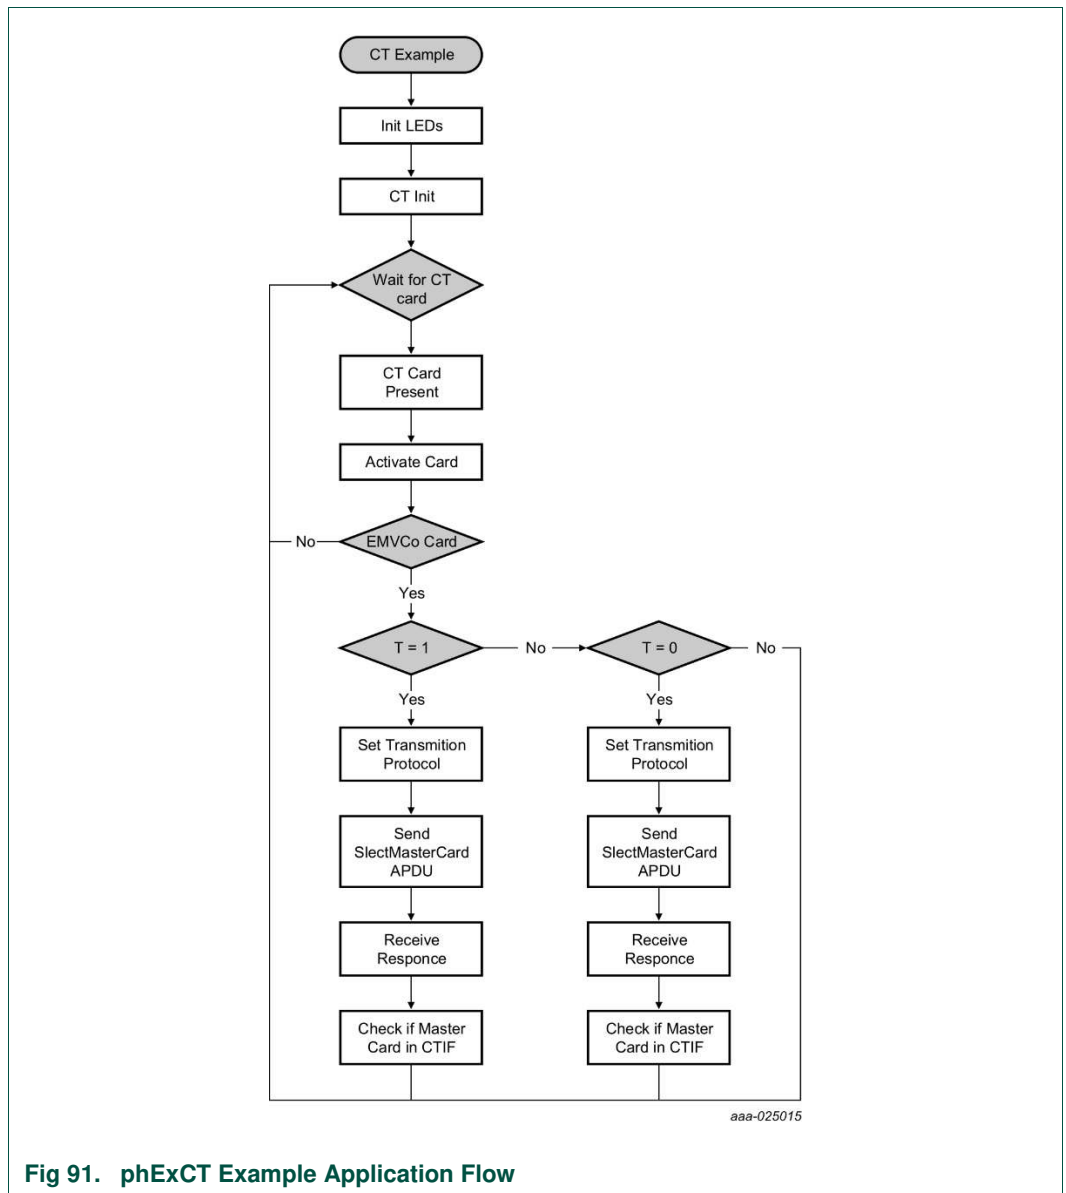 CT Example
Init LEDs
CT Init
Wait for CT
card
CT Card
Present
Activate Card
No
EMVCo Card
Yes
T = 1
No
T = 0
No
Yes
Yes
Set Transmition
Protocol
Set Transmition
Protocol
Send
SlectMasterCard
APDU
Send
SlectMasterCard
APDU
Receive
Responce
Receive
Responce
Check if Master
Card in CTIF
Check if Master
Card in CTIF
aaa-025015
Fig 91. phExCT Example Application Flow